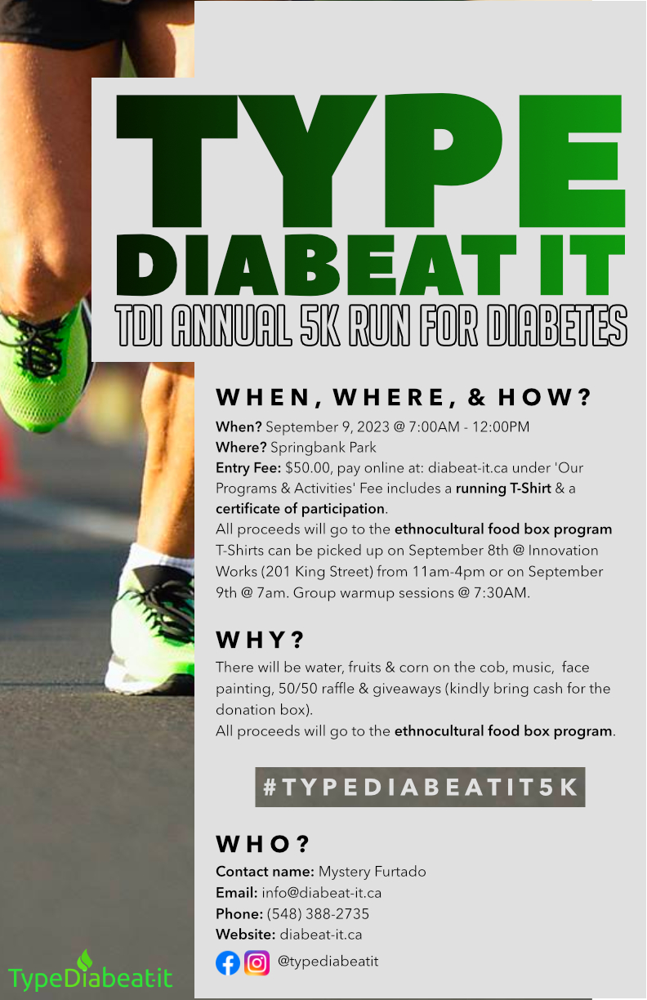 TYPE
DIABEAT IT
TDI ANNUAL 5K RUN FOR DIABETES
WHEN, WHERE, & HOW?
When? September 9, 2023 @ 7:00AM - 12:00PM
Where? Springbank Park
Entry Fee: $50.00, pay online at: diabeat-it.ca under 'Our
Programs & Activities' Fee includes a running T-Shirt & a
certificate of participation.
All proceeds will go to the ethnocultural food box program
T-Shirts can be picked up on September 8th @ Innovation
Works (201 King Street) from 11am-4pm or on September
9th @ 7am. Group warmup sessions @ 7:30AM.
WHY?
There will be water, fruits & corn on the cob, music, face
painting, 50/50 raffle & giveaways (kindly bring cash for the
donation box).
All proceeds will go to the ethnocultural food box program.
#TYPEDIABEATIT5K
WHO?
Contact name: Mystery Furtado
Email: info@diabeat-it.ca
Phone: (548) 388-2735
Website: diabeat-it.ca
@typediabeatit
TypeDiabeat-it